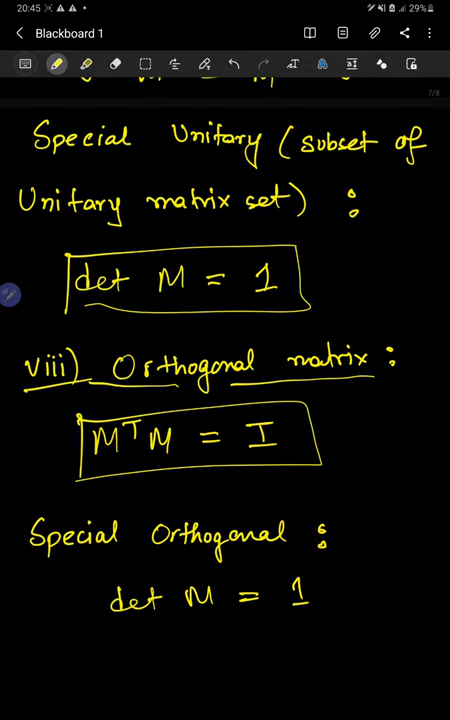 20:45
29%
Blackboard 1
7/8
Special Unitary (subset of
Unitary matrix set) :
det M = 1
viii) Orthogonal matrix :
MᵀM = I
Special Orthogonal :
det M = 1